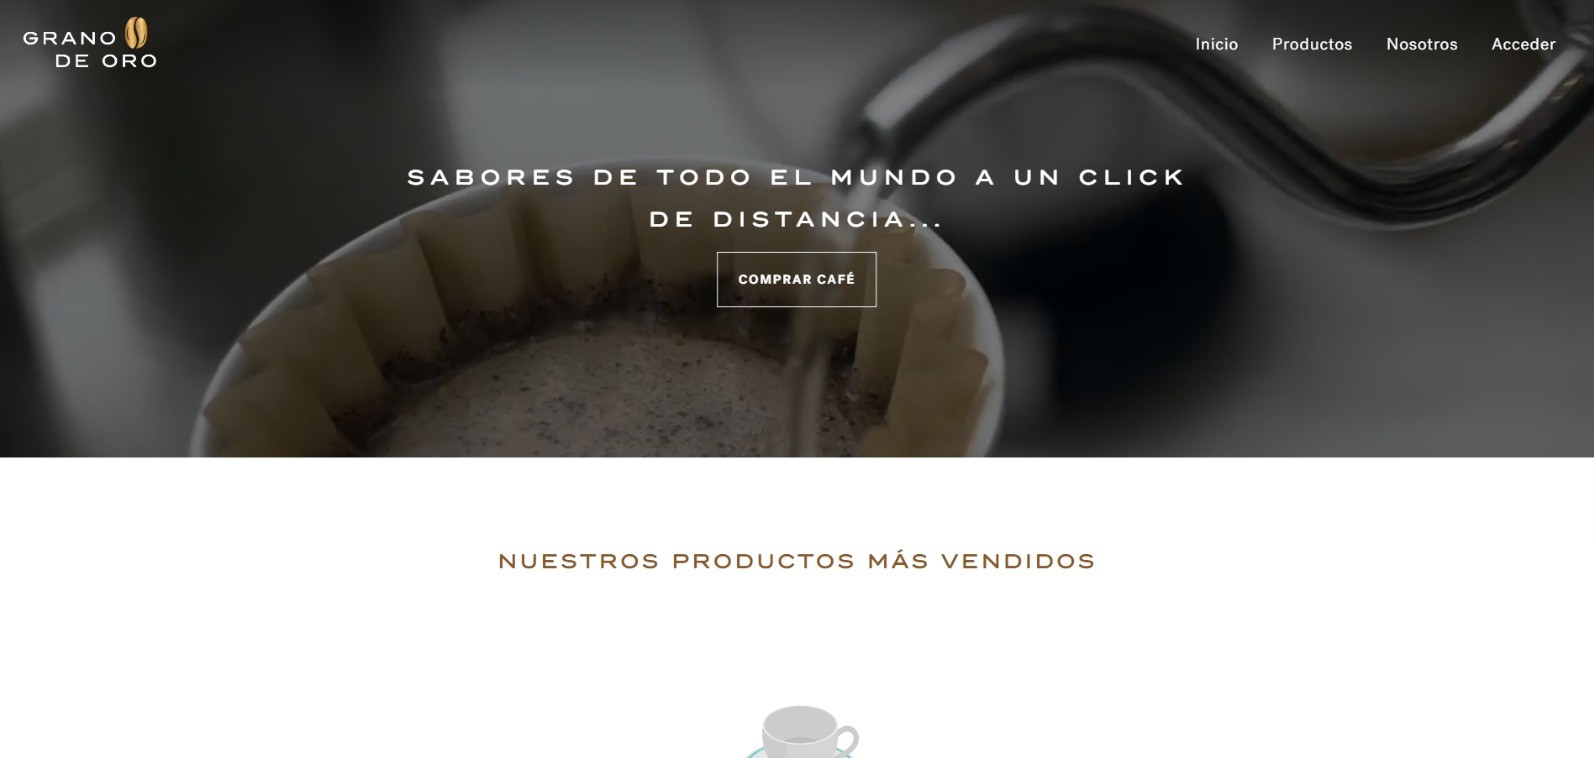 GRANO
DE ORO
Inicio
Productos
Nosotros
Acceder
SABORES DE TODO EL MUNDO A UN CLICK
DE DISTANCIA...
COMPRAR CAFÉ
NUESTROS PRODUCTOS MÁS VENDIDOS